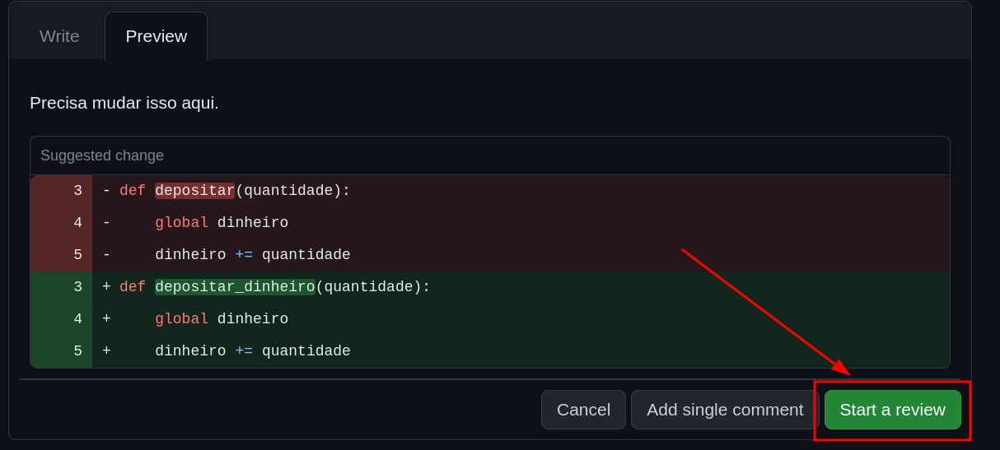 Write Preview
Precisa mudar isso aqui.
Suggested change
3 - def depositar(quantidade):
4 -     global dinheiro
5 -     dinheiro += quantidade
3 + def depositar_dinheiro(quantidade):
4 +     global dinheiro
5 +     dinheiro += quantidade
Cancel Add single comment Start a review